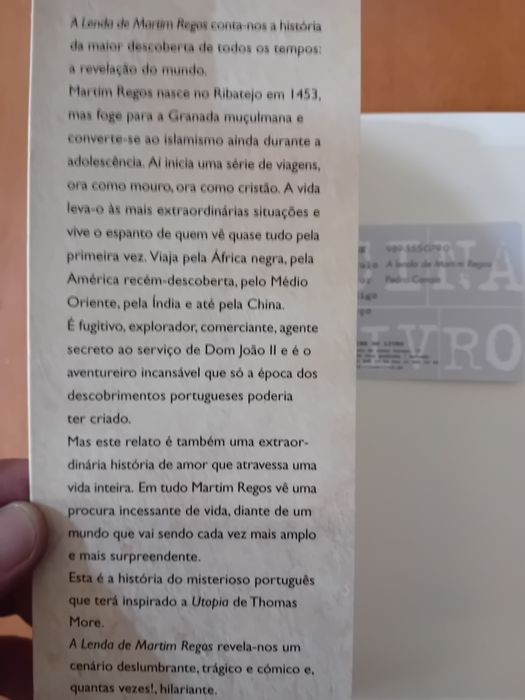 A Lenda de Martim Regos conta-nos a história
da maior descoberta de todos os tempos:
a revelação do mundo.
Martim Regos nasce no Ribatejo em 1453,
mas foge para a Granada muçulmana e
converte-se ao islamismo ainda durante a
adolescência. Aí inicia uma série de viagens,
ora como mouro, ora como cristão. A vida
leva-o às mais extraordinárias situações e
vive o espanto de quem vê quase tudo pela
primeira vez. Viaja pela África negra, pela
América recém-descoberta, pelo Médio
Oriente, pela Índia e até pela China.
É fugitivo, explorador, comerciante, agente
secreto ao serviço de Dom João II e é o
aventureiro incansável que só a época dos
descobrimentos portugueses poderia
ter criado.
Mas este relato é também uma extraor-
dinária história de amor que atravessa uma
vida inteira. Em tudo Martim Regos vê uma
procura incessante de vida, diante de um
mundo que vai sendo cada vez mais amplo
e mais surpreendente.
Esta é a história do misterioso português
que terá inspirado a Utopia de Thomas
More.
A Lenda de Martim Regos revela-nos um
cenário deslumbrante, trágico e cómico e,
quantas vezes!, hilariante.
A lenda de Martim Regos
Pedro
NA
LIVRO